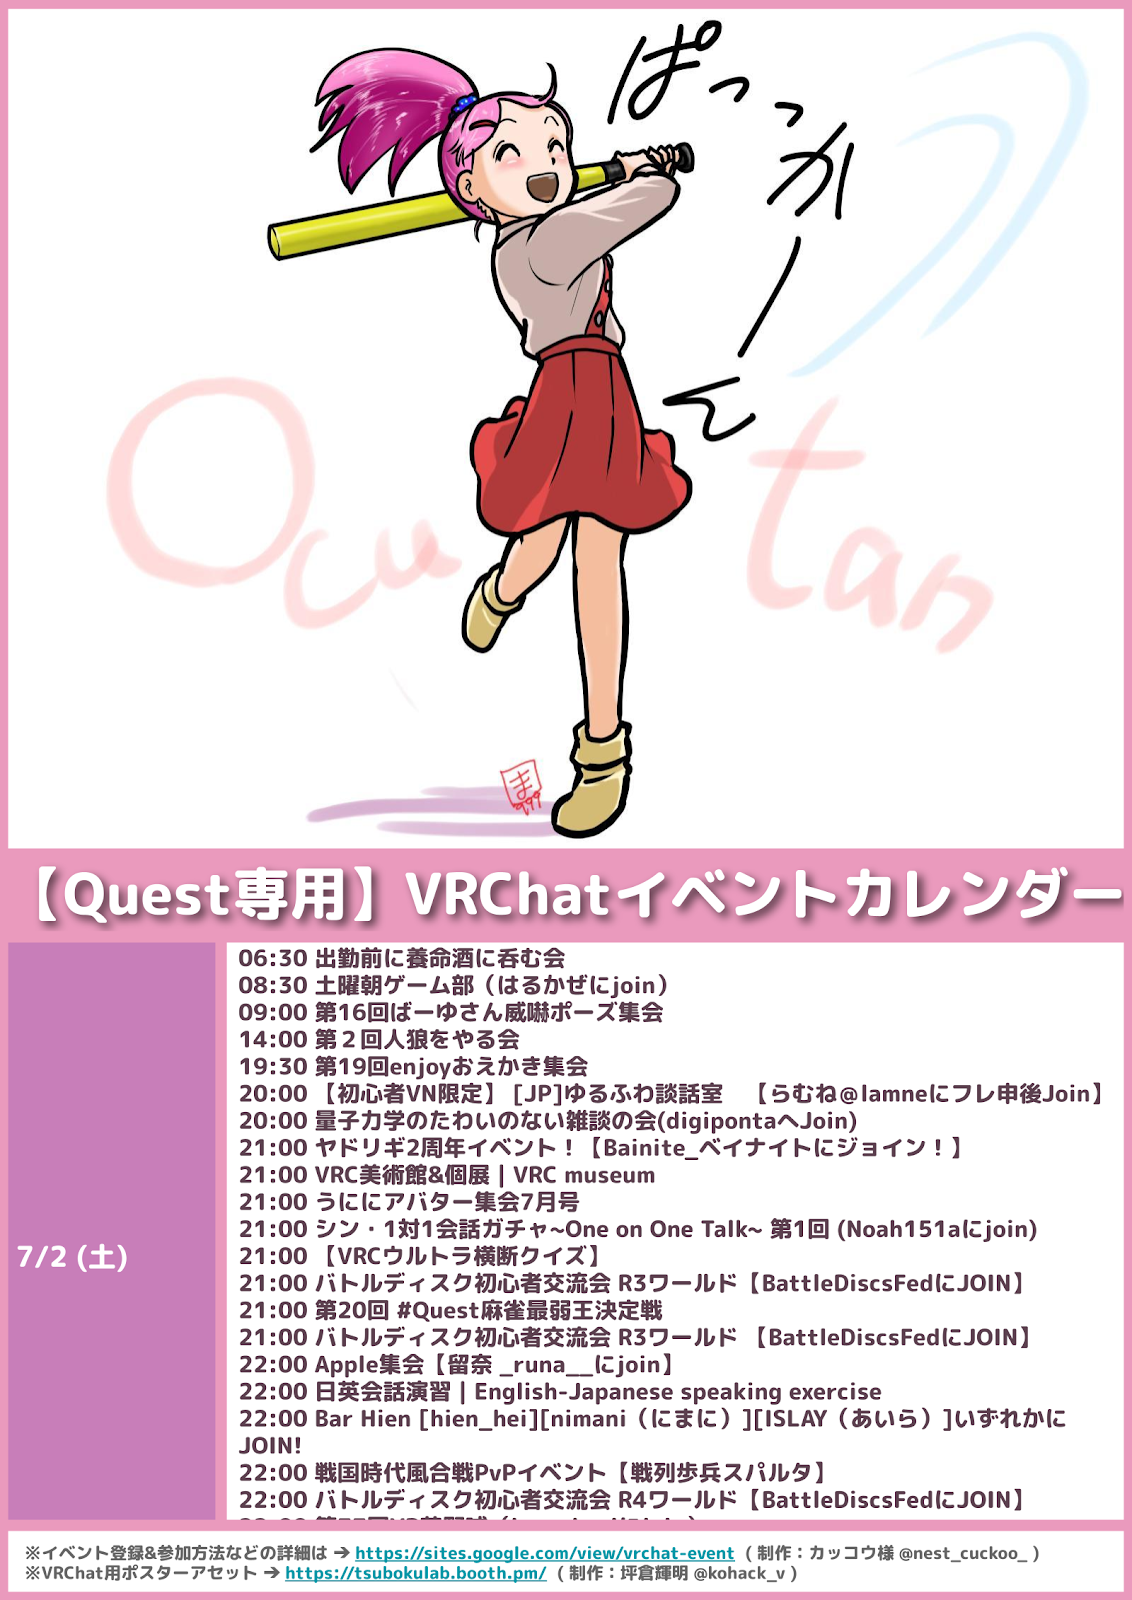 ぱっっかーん
Ocu tan
ま
999
【Quest専用】VRChatイベントカレンダー
7/2 (土)
06:30 出勤前に養命酒に呑む会
08:30 土曜朝ゲーム部（はるかぜにjoin）
09:00 第16回ばーゆさん威嚇ポーズ集会
14:00 第２回人狼をやる会
19:30 第19回enjoyおえかき集会
20:00 【初心者VN限定】 [JP]ゆるふわ談話室　【らむね@lamneにフレ申後Join】
20:00 量子力学のたわいのない雑談の会(digipontaへJoin)
21:00 ヤドリギ2周年イベント！【Bainite_ベイナイトにジョイン！】
21:00 VRC美術館&個展 | VRC museum
21:00 うににアバター集会7月号
21:00 シン・1対1会話ガチャ~One on One Talk~ 第1回 (Noah151aにjoin)
21:00 【VRCウルトラ横断クイズ】
21:00 バトルディスク初心者交流会 R3ワールド【BattleDiscsFedにJOIN】
21:00 第20回 #Quest麻雀最弱王決定戦
21:00 バトルディスク初心者交流会 R3ワールド 【BattleDiscsFedにJOIN】
22:00 Apple集会【留奈 _runa__にjoin】
22:00 日英会話演習 | English-Japanese speaking exercise
22:00 Bar Hien [hien_hei][nimani（にまに）][ISLAY（あいら）]いずれかに
JOIN!
22:00 戦国時代風合戦PvPイベント【戦列歩兵スパルタ】
22:00 バトルディスク初心者交流会 R4ワールド【BattleDiscsFedにJOIN】
※イベント登録&参加方法などの詳細は ➔ https://sites.google.com/view/vrchat-event （ 制作：カッコウ様 @nest_cuckoo_ ）
※VRChat用ポスターアセット ➔ https://tsubokulab.booth.pm/ （ 制作：坪倉輝明 @kohack_v ）